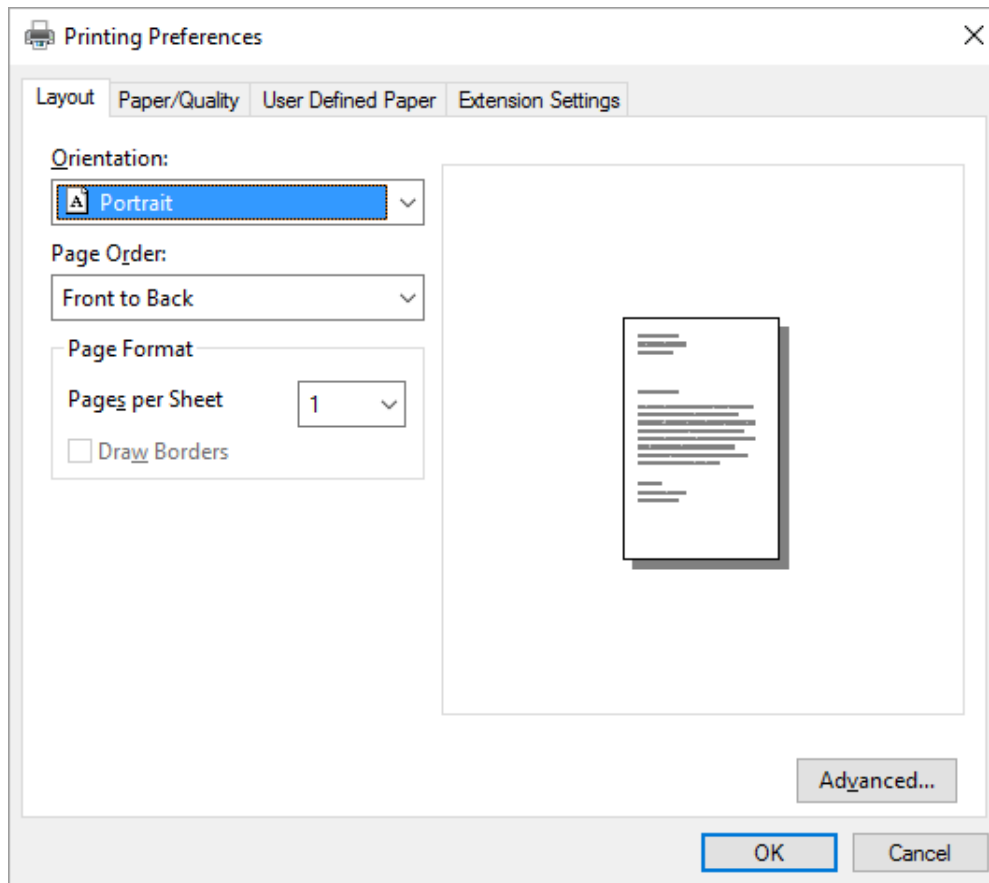 Printing Preferences
Layout Paper/Quality User Defined Paper Extension Settings
Orientation:
A Portrait
Page Order:
Front to Back
Page Format
Pages per Sheet 1
Draw Borders
Advanced...
OK Cancel